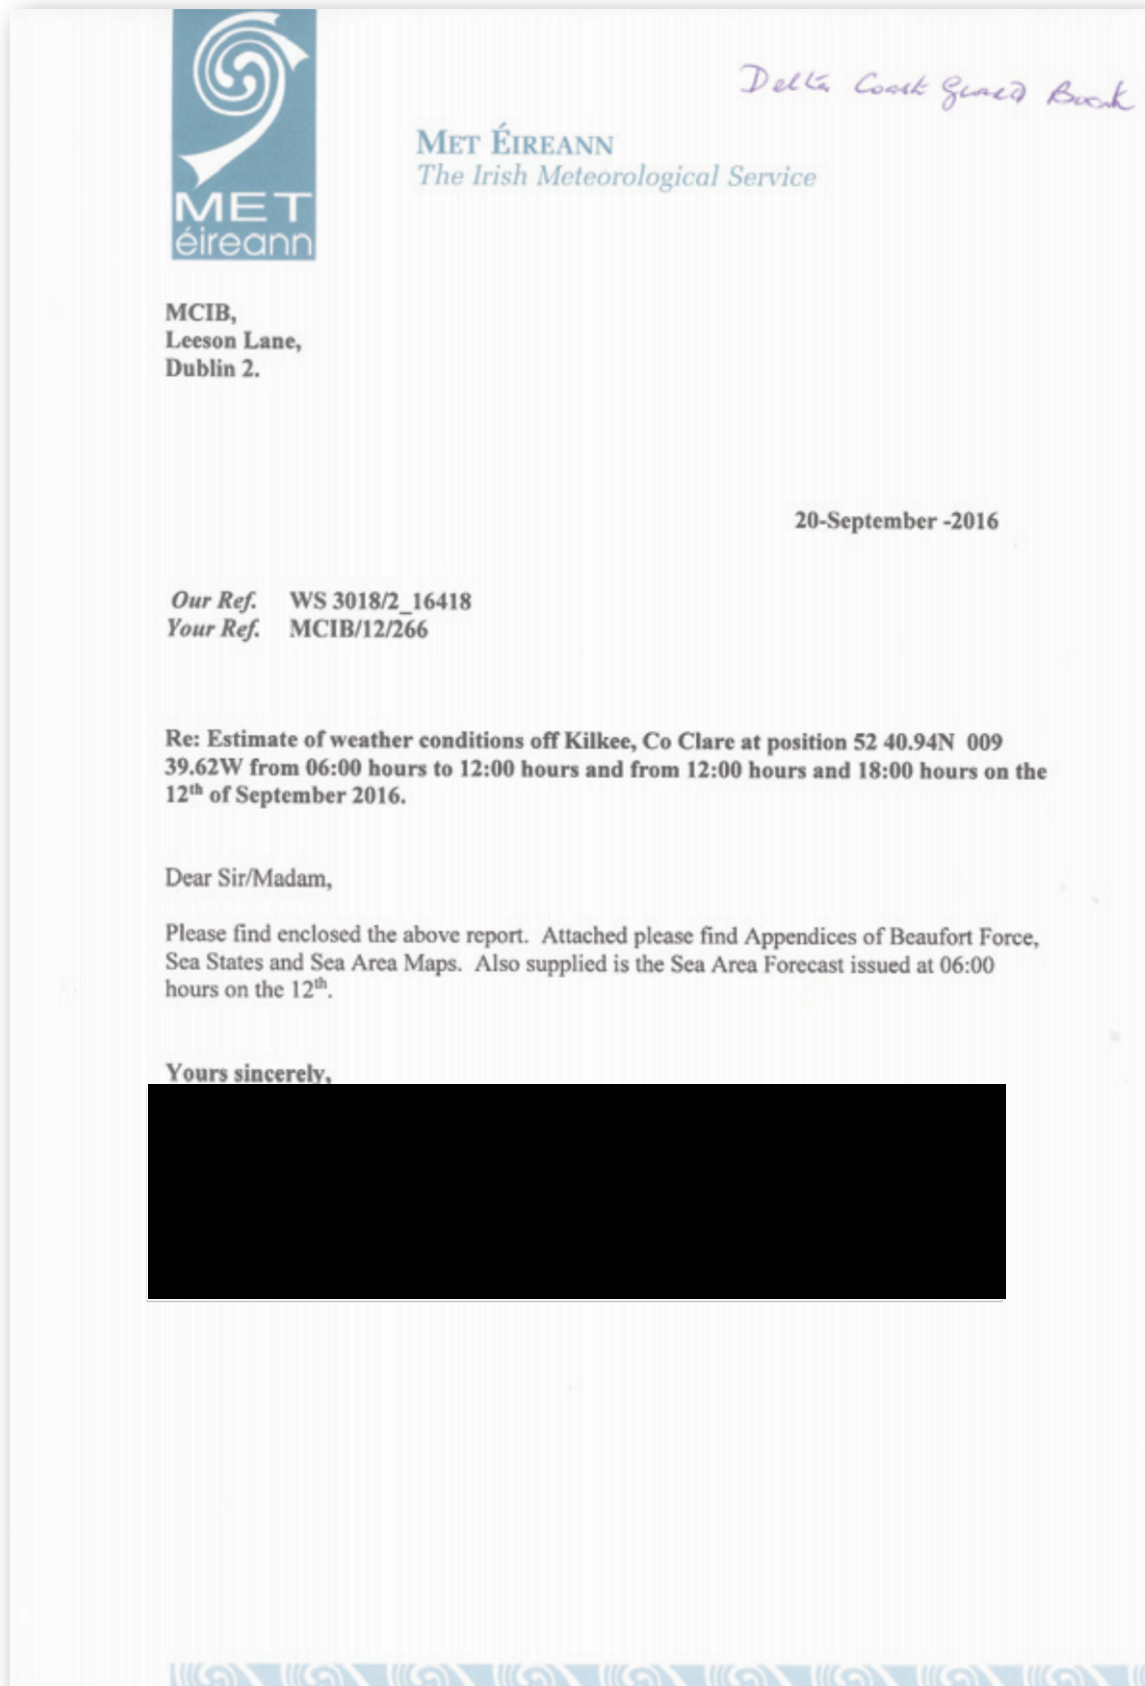 Delta Coast Guard
MET
éireann
MET ÉIREANN
The Irish Meteorological Service
MCIB,
Leeson Lane,
Dublin 2.
20-September -2016
Our Ref. WS 3018/2_16418
Your Ref. MCIB/12/266
Re: Estimate of weather conditions off Kilkee, Co Clare at position 52 40.94N 009
39.62W from 06:00 hours to 12:00 hours and from 12:00 hours and 18:00 hours on the
12th of September 2016.
Dear Sir/Madam,
Please find enclosed the above report. Attached please find Appendices of Beaufort Force,
Sea States and Sea Area Maps. Also supplied is the Sea Area Forecast issued at 06:00
hours on the 12th.
Yours sincerely,